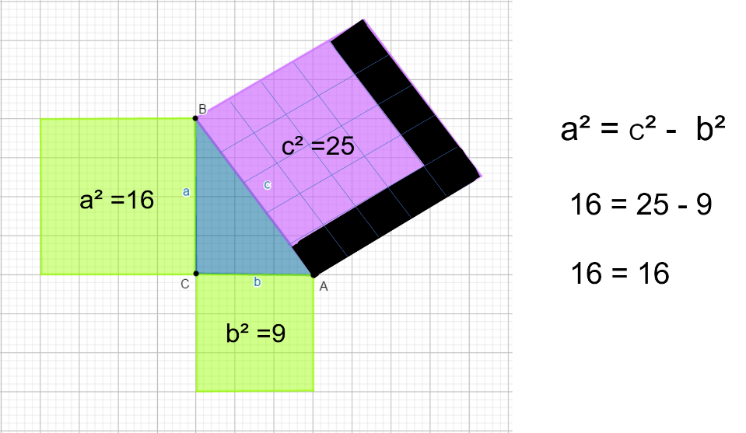 B
c² =25
a² =16
a
c
C
b
A
b² =9
a² = c² - b²
16 = 25 - 9
16 = 16